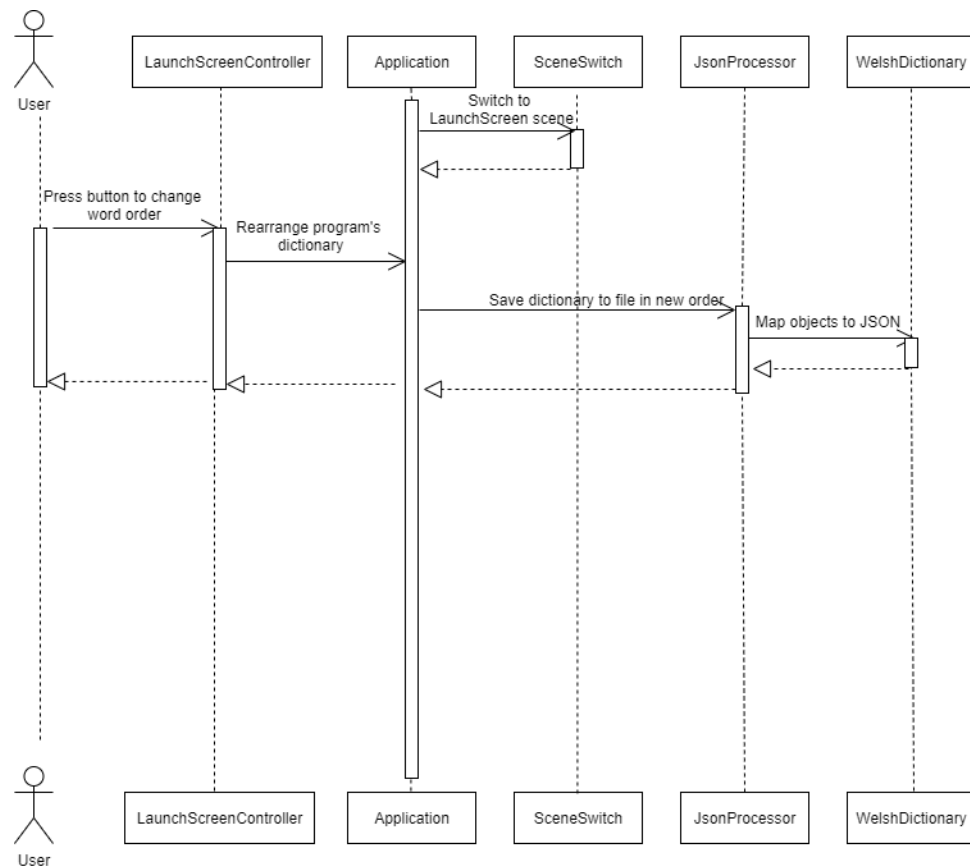 User
LaunchScreenController
Application
SceneSwitch
JsonProcessor
WelshDictionary
Switch to
LaunchScreen scene
Press button to change
word order
Rearrange program's
dictionary
Save dictionary to file in new order
Map objects to JSON
User
LaunchScreenController
Application
SceneSwitch
JsonProcessor
WelshDictionary